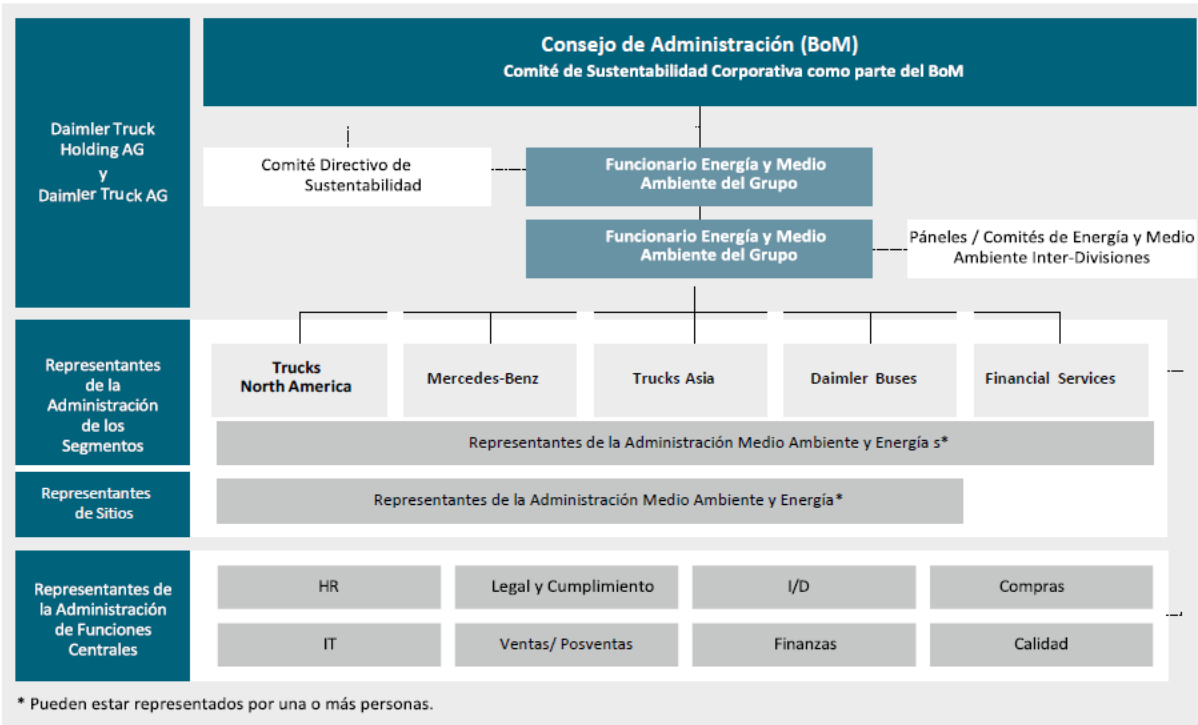 Consejo de Administración (BoM)
Comité de Sustentabilidad Corporativa como parte del BoM
Daimler Truck
Holding AG
y
Daimler Truck AG
Comité Directivo de
Sustentabilidad
Funcionario Energía y Medio
Ambiente del Grupo
Funcionario Energía y Medio
Ambiente del Grupo
Páneles / Comités de Energía y Medio
Ambiente Inter-Divisiones
Representantes
de la
Administración
de los
Segmentos
Trucks
North America
Mercedes-Benz
Trucks Asia
Daimler Buses
Financial Services
Representantes de la Administración Medio Ambiente y Energía s*
Representantes
de Sitios
Representantes de la Administración Medio Ambiente y Energía*
Representantes de
la Administración
de Funciones
Centrales
HR
Legal y Cumplimiento
I/D
Compras
IT
Ventas/ Posventas
Finanzas
Calidad
* Pueden estar representados por una o más personas.